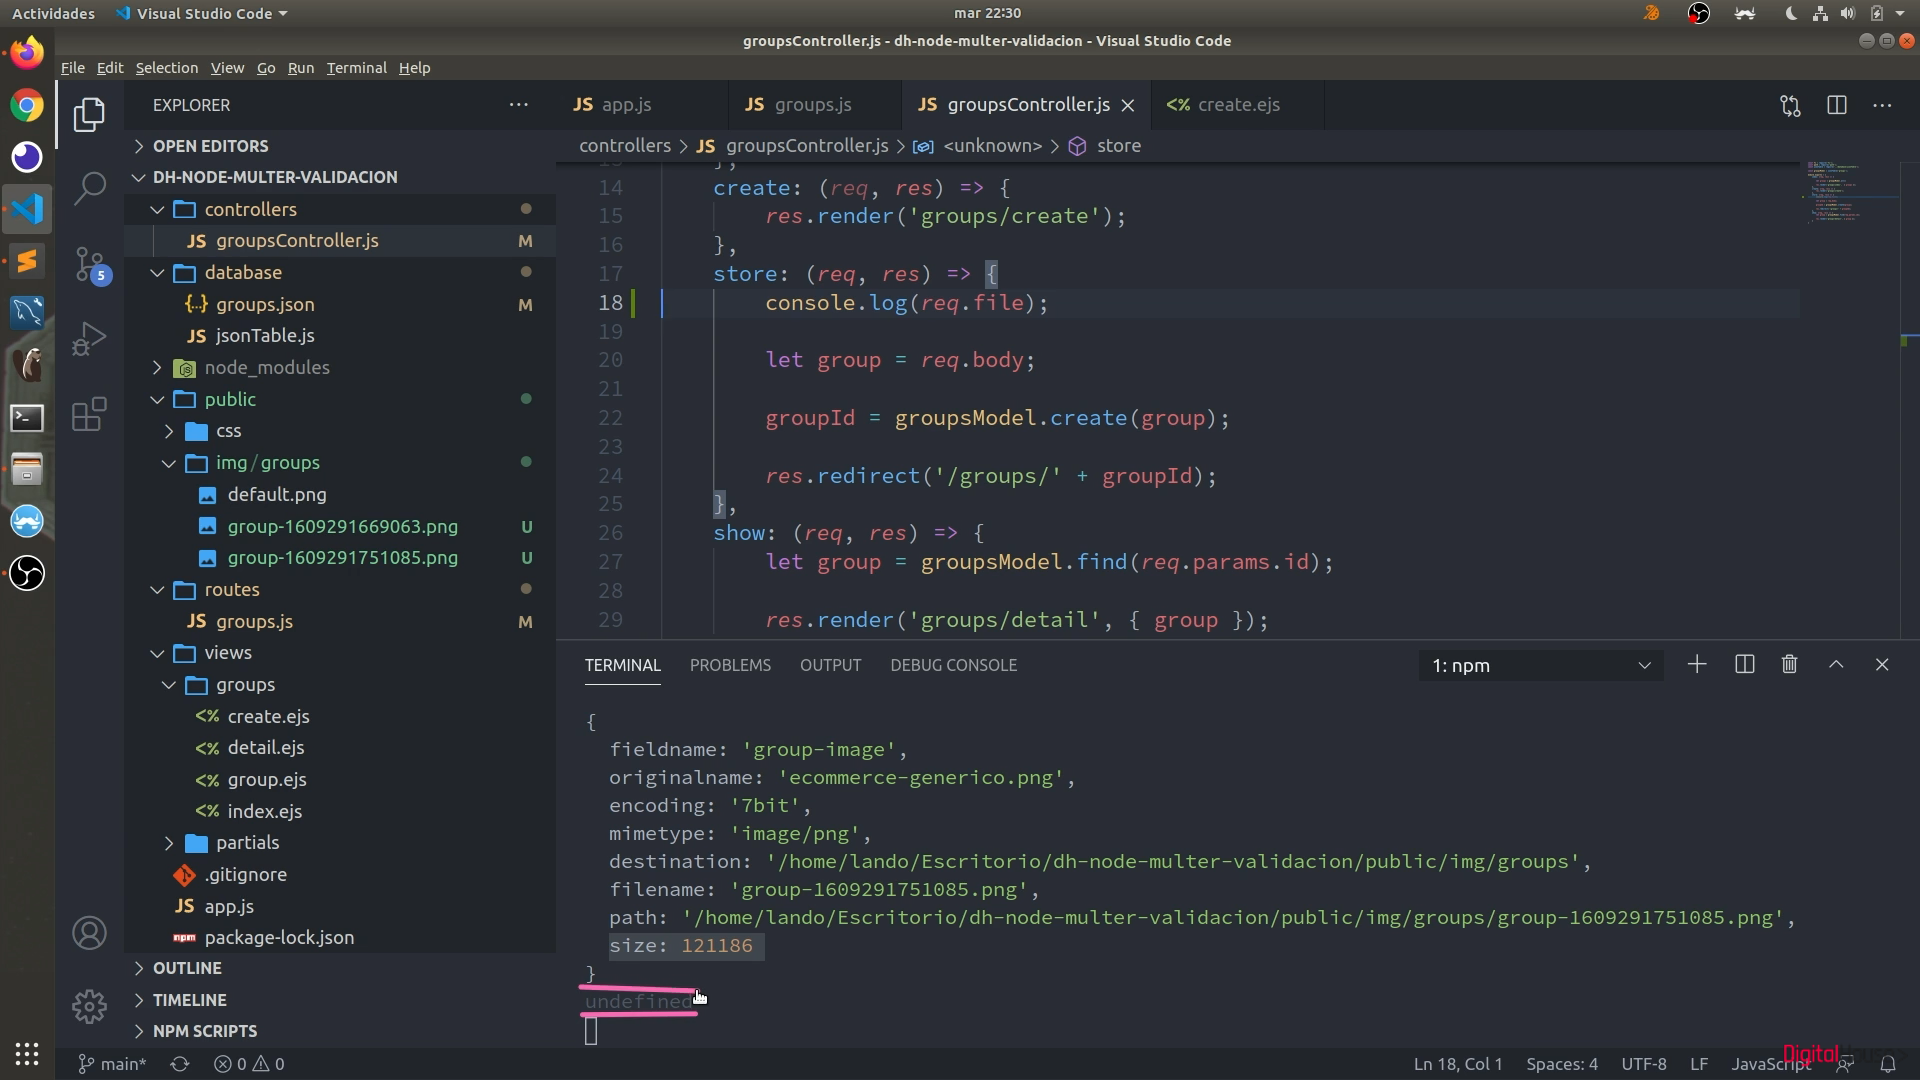 Actividades Visual Studio Code mar 22:30
groupsController.js - dh-node-multer-validacion - Visual Studio Code
File Edit Selection View Go Run Terminal Help
EXPLORER
OPEN EDITORS
DH-NODE-MULTER-VALIDACION
controllers
JS groupsController.js M
database
{··} groups.json M
JS jsonTable.js
node_modules
public
css
img/groups
default.png
group-1609291669063.png U
group-1609291751085.png U
routes
JS groups.js M
views
groups
<% create.ejs
<% detail.ejs
<% group.ejs
<% index.ejs
partials
.gitignore
JS app.js
npm package-lock.json
OUTLINE
TIMELINE
NPM SCRIPTS
5
JS app.js JS groups.js JS groupsController.js <% create.ejs
controllers > JS groupsController.js > <unknown> > store
14 create: (req, res) => {
15 res.render('groups/create');
16 },
17 store: (req, res) => {
18 console.log(req.file);
19
20 let group = req.body;
21
22 groupId = groupsModel.create(group);
23
24 res.redirect('/groups/' + groupId);
25 },
26 show: (req, res) => {
27 let group = groupsModel.find(req.params.id);
28
29 res.render('groups/detail', { group });
TERMINAL PROBLEMS OUTPUT DEBUG CONSOLE 1: npm
{
fieldname: 'group-image',
originalname: 'ecommerce-generico.png',
encoding: '7bit',
mimetype: 'image/png',
destination: '/home/lando/Escritorio/dh-node-multer-validacion/public/img/groups',
filename: 'group-1609291751085.png',
path: '/home/lando/Escritorio/dh-node-multer-validacion/public/img/groups/group-1609291751085.png',
size: 121186
}
undefined
main* 0 0 Ln 18, Col 1 Spaces: 4 UTF-8 LF JavaScript
Digital